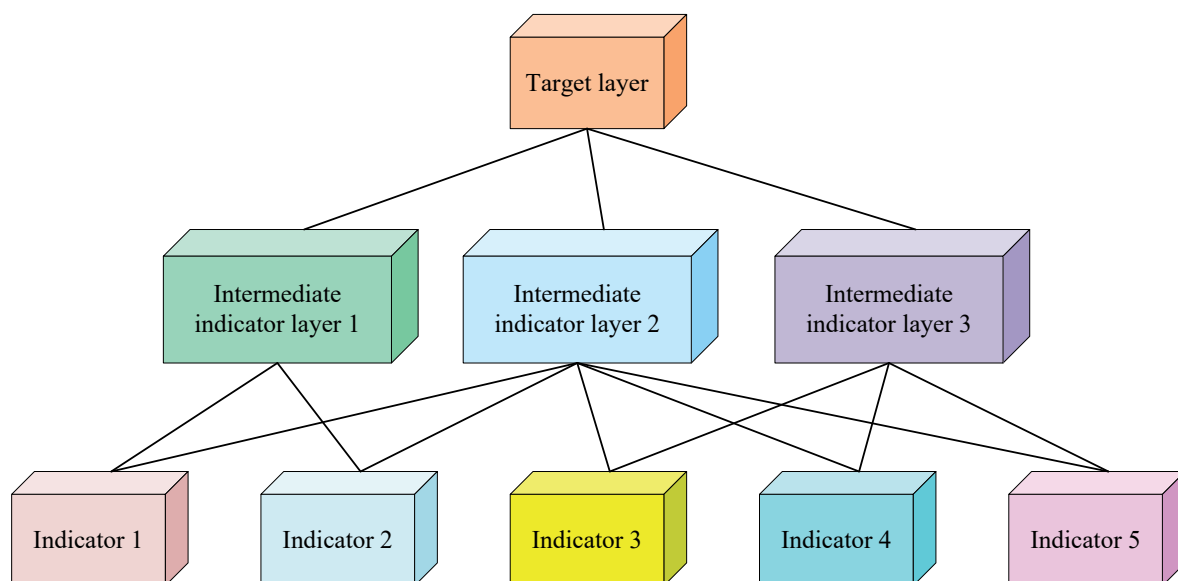 Target layer
Intermediate
indicator layer 1
Intermediate
indicator layer 2
Intermediate
indicator layer 3
Indicator 1
Indicator 2
Indicator 3
Indicator 4
Indicator 5